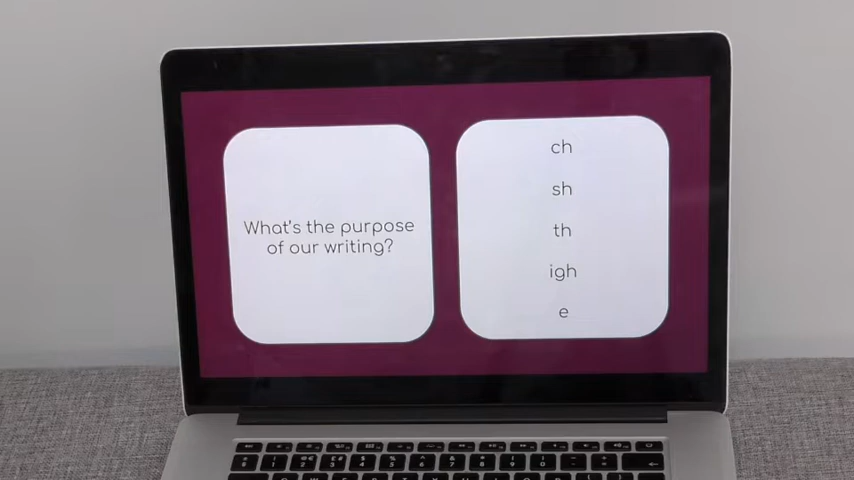 What's the purpose
of our writing?
ch
sh
th
igh
e